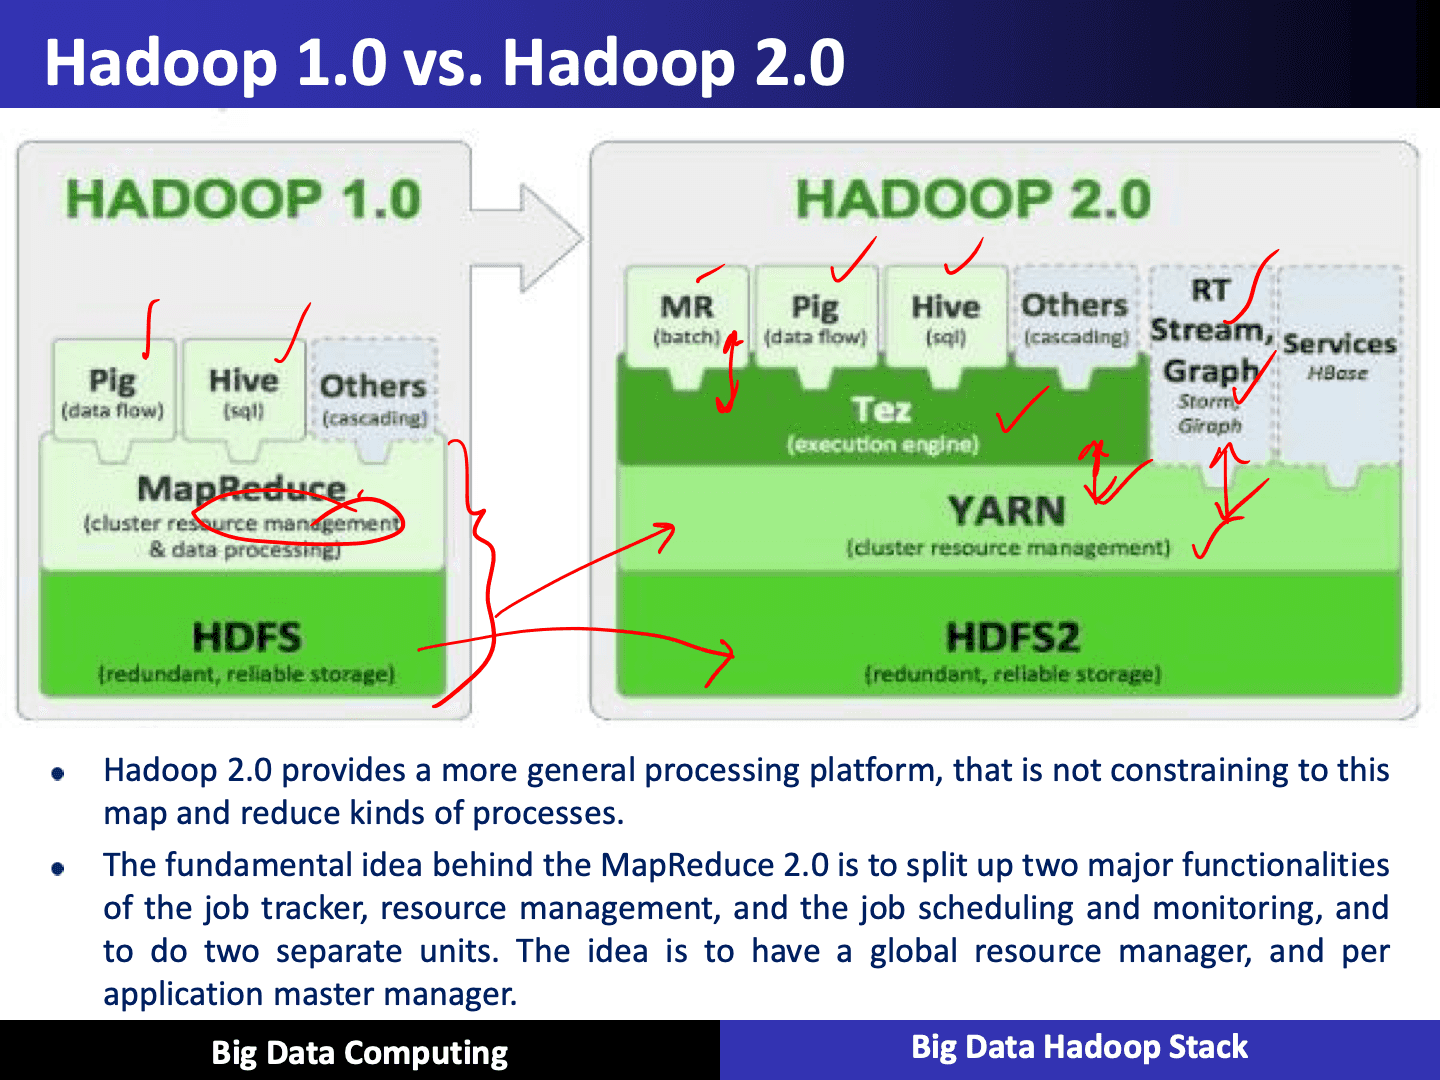 Hadoop 1.0 vs. Hadoop 2.0
HADOOP 1.0
Pig
(data flow)
Hive
(sql)
Others
(cascading)
MapReduce
(cluster resource management
& data processing)
HDFS
(redundant, reliable storage)
HADOOP 2.0
MR
(batch)
Pig
(data flow)
Hive
(sql)
Others
(cascading)
RT
Stream,
Graph
Storm,
Giraph
Services
HBase
Tez
(execution engine)
YARN
(cluster resource management)
HDFS2
(redundant, reliable storage)
• Hadoop 2.0 provides a more general processing platform, that is not constraining to this
map and reduce kinds of processes.
• The fundamental idea behind the MapReduce 2.0 is to split up two major functionalities
of the job tracker, resource management, and the job scheduling and monitoring, and
to do two separate units. The idea is to have a global resource manager, and per
application master manager.
Big Data Computing
Big Data Hadoop Stack